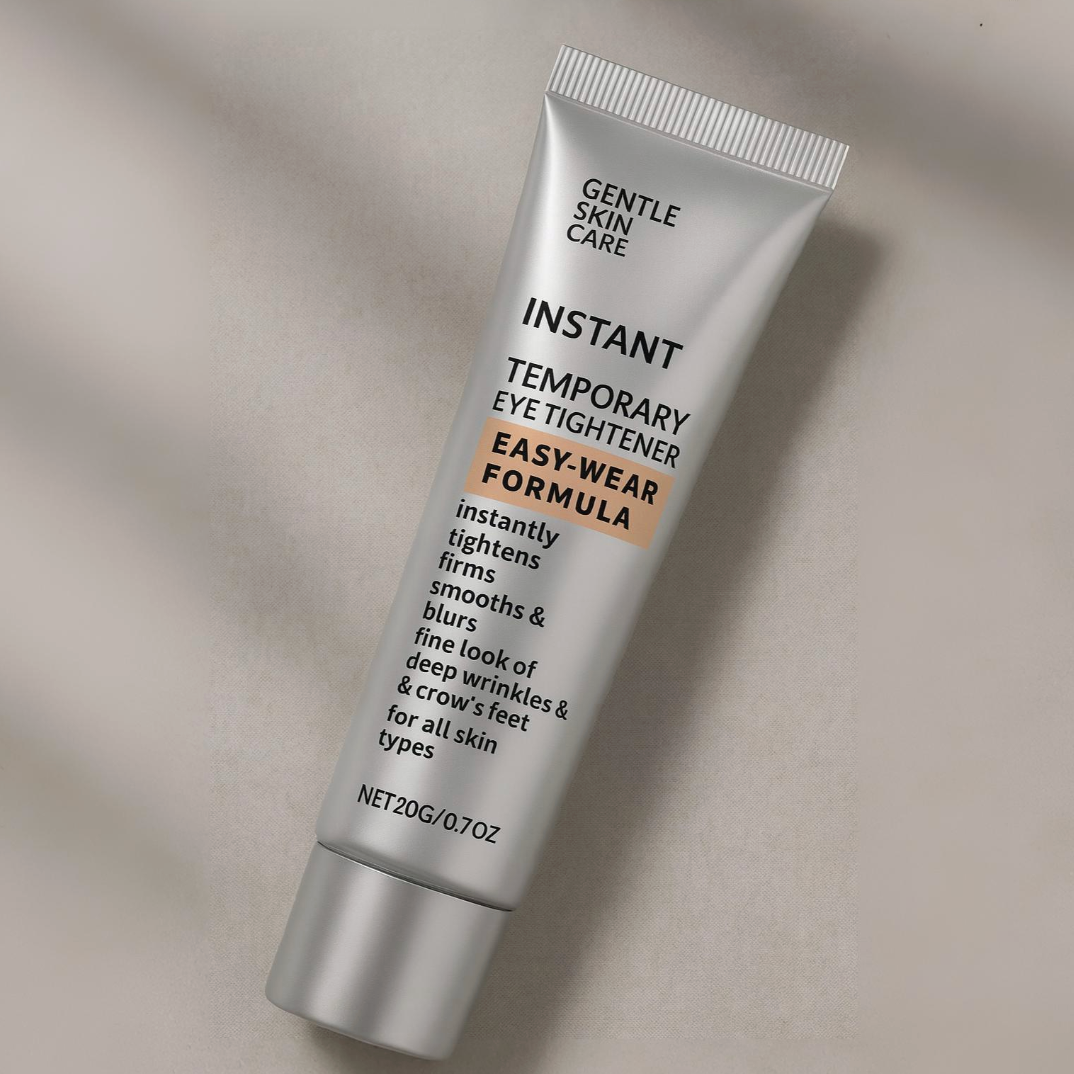 GENTLE
SKIN
CARE
INSTANT
TEMPORARY
EYE TIGHTENER
EASY-WEAR
FORMULA
instantly
tightens
firms
smooths &
blurs
fine look of
deep wrinkles &
& crow's feet
for all skin
types
NET20G/0.7OZ